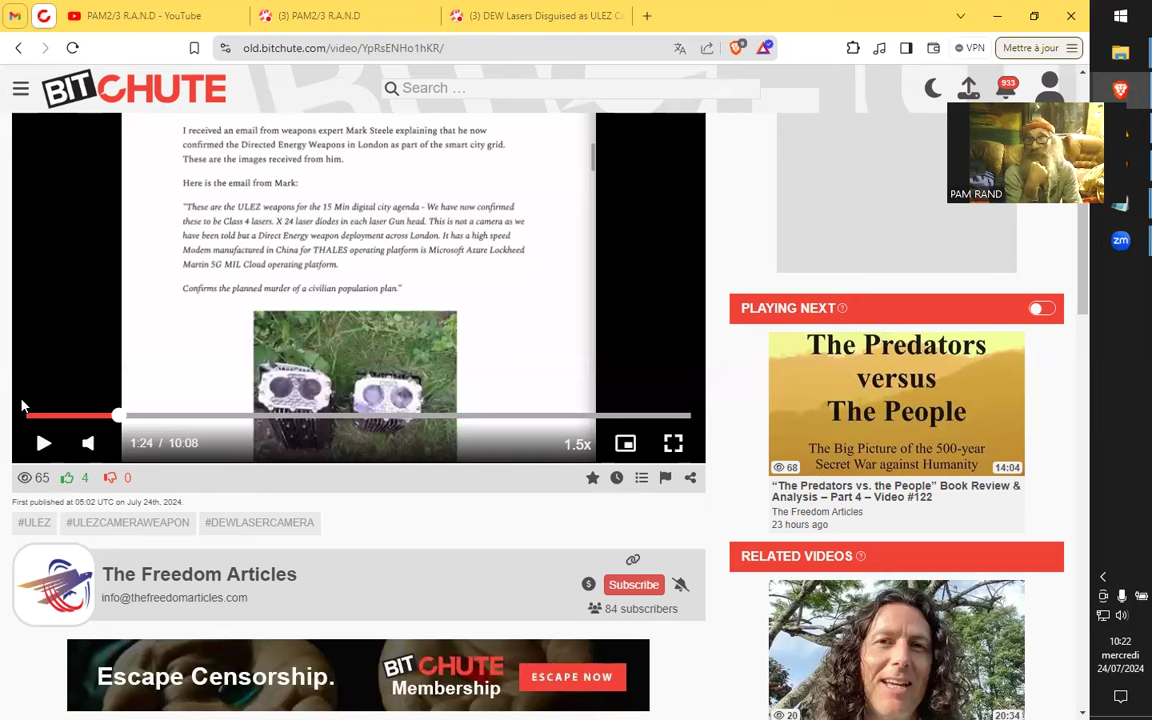 PAM2/3 R.A.N.D - YouTube
(3) PAM2/3 R.A.N.D
(3) DEW Lasers Disguised as ULEZ Ca
old.bitchute.com/video/YpRsENHo1hKR/
VPN
Mettre à jour
BITCHUTE
Search ...
933
PAM RAND
I received an email from weapons expert Mark Steele explaining that he now
confirmed the Directed Energy Weapons in London as part of the smart city grid.
These are the images received from him.
Here is the email from Mark:
"These are the ULEZ weapons for the 15 Min digital city agenda - We have now confirmed
these to be Class 4 lasers. X 24 laser diodes in each laser Gun head. This is not a camera as we
have been told but a Direct Energy weapon deployment across London. It has a high speed
Modem manufactured in China for THALES operating platform is Microsoft Azure Lockheed
Martin 5G MIL Cloud operating platform.
Confirms the planned murder of a civilian population plan."
1:24 / 10:08
1.5x
65 4 0
First published at 05:02 UTC on July 24th, 2024.
#ULEZ #ULEZCAMERAWEAPON #DEWLASERCAMERA
The Freedom Articles
info@thefreedomarticles.com
$ Subscribe
84 subscribers
Escape Censorship.
BITCHUTE
Membership
ESCAPE NOW
PLAYING NEXT
The Predators
versus
The People
The Big Picture of the 500-year
Secret War against Humanity
68
14:04
“The Predators vs. the People” Book Review &
Analysis – Part 4 – Video #122
The Freedom Articles
23 hours ago
RELATED VIDEOS
20
20:34
zm
10:22
mercredi
24/07/2024